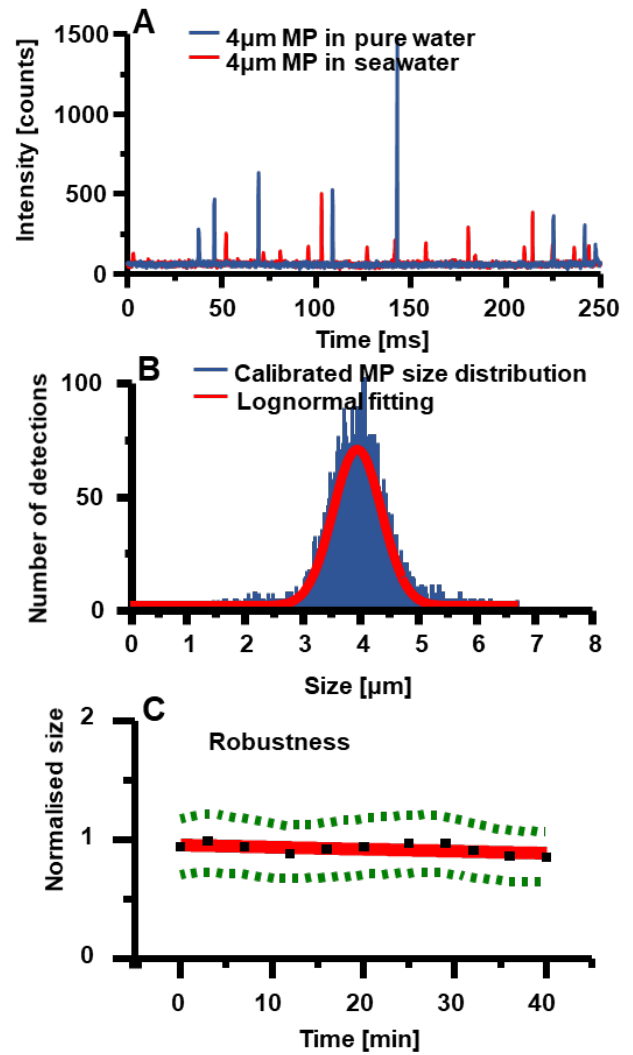 A
4µm MP in pure water
4µm MP in seawater
Intensity [counts]
1500
1000
500
0
0 50 100 150 200 250
Time [ms]
B
Calibrated MP size distribution
Lognormal fitting
Number of detections
100
50
0
0 1 2 3 4 5 6 7 8
Size [µm]
C
Robustness
Normalised size
2
1
0
0 10 20 30 40
Time [min]